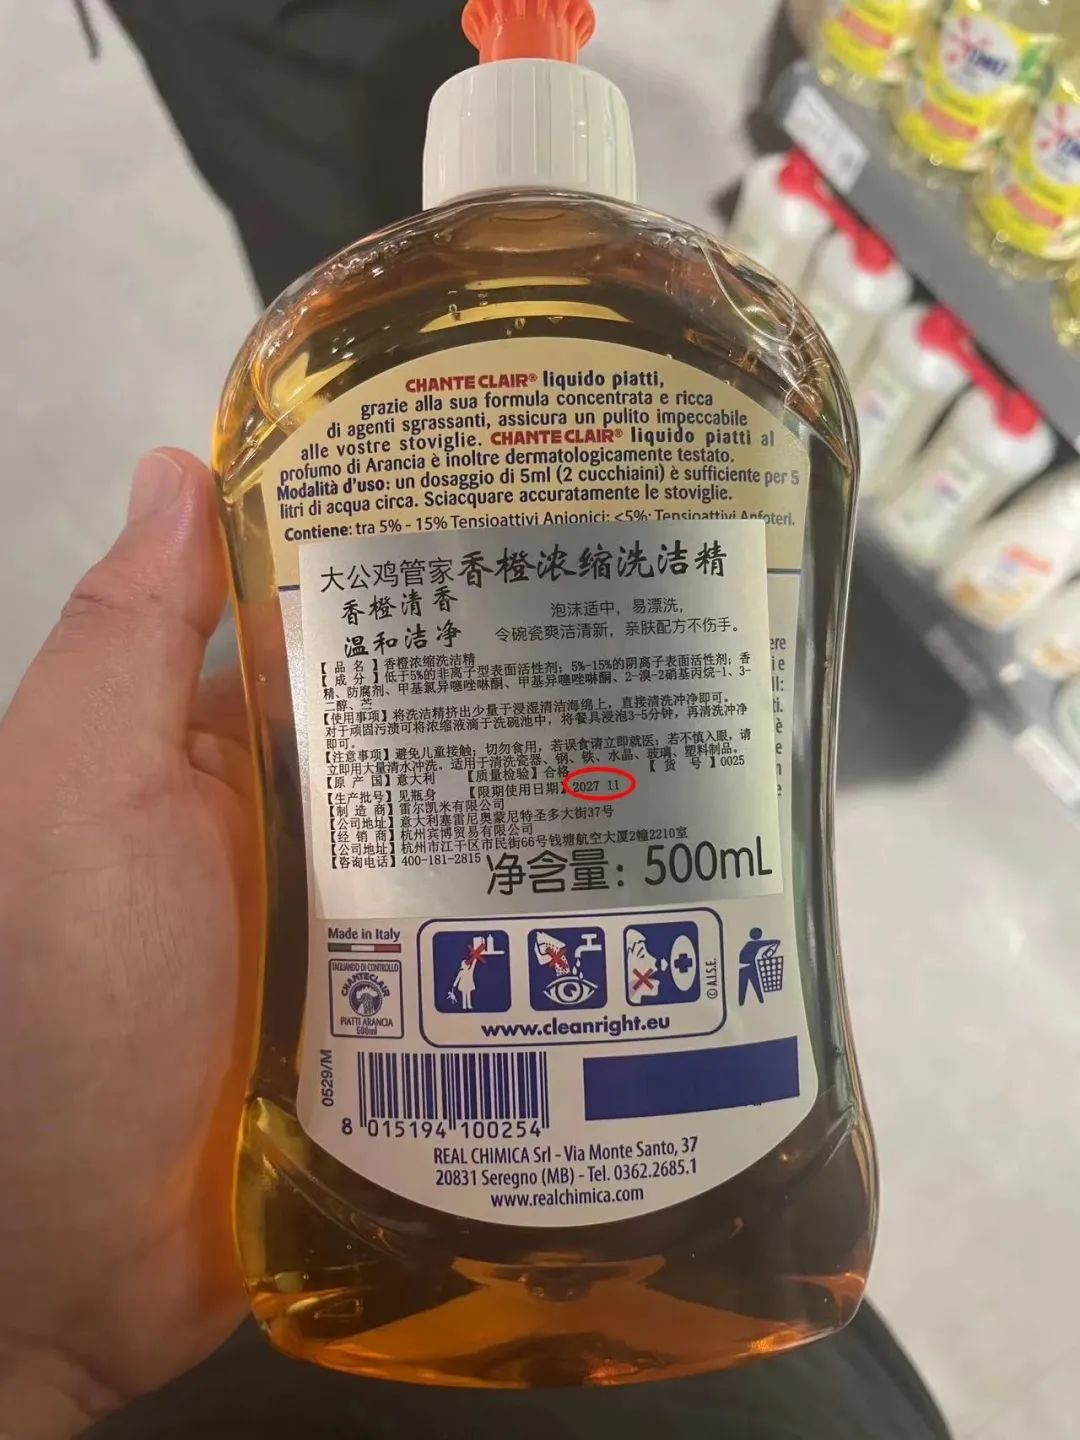 CHANTE CLAIR® liquido piatti,
grazie alla sua formula concentrata e ricca
di agenti sgrassanti, assicura un pulito impeccabile
alle vostre stoviglie. CHANTE CLAIR® liquido piatti al
profumo di Arancia è inoltre dermatologicamente testato.
Modalità d'uso: un dosaggio di 5ml (2 cucchiaini) è sufficiente per 5
litri di acqua circa. Sciacquare accuratamente le stoviglie.
Contiene: tra 5% - 15% Tensioattivi Anionici; <5%: Tensioattivi Anfoteri.
大公鸡管家香橙浓缩洗洁精
香橙清香
温和洁净
泡沫适中，易漂洗，
令碗瓷爽洁清新，亲肤配方不伤手。
【品 名】香橙浓缩洗洁精
【成 分】低于5%的非离子型表面活性剂；5%-15%的阴离子表面活性剂；香
精、防腐剂、甲基氯异噻唑啉酮、甲基异噻唑啉酮、2-溴-2硝基丙烷-1、3-
二醇、苎
【使用事项】将洗洁精挤出少量于浸湿清洁海绵上，直接清洗冲净即可。
对于顽固污渍可将浓缩液滴于洗碗池中，将餐具浸泡3-5分钟，再清洗冲净
即可。
【注意事项】避免儿童接触；切勿食用，若误食请立即就医；若不慎入眼，请
立即用大量清水冲洗。适用于清洗瓷器、钢、铁、水晶、玻璃、塑料制品。
【原 产 国】意大利 【质量检验】合格 【货 号】0025
【生产批号】见瓶身 【限期使用日期】2027 11
【制 造 商】雷尔凯米有限公司
【公司地址】意大利塞雷尼奥蒙尼特圣多大街37号
【经 销 商】杭州宾博贸易有限公司
【公司地址】杭州市江干区市民街66号钱塘航空大厦2幢2210室
【咨询电话】400-181-2815
净含量：500mL
Made in Italy
TAGLIANDO DI CONTROLLO
CHANTECLAIR
PIATTI ARANCIA
500ml
© A.I.S.E.
www.cleanright.eu
0529/M
8 015194 100254
REAL CHIMICA Srl - Via Monte Santo, 37
20831 Seregno (MB) - Tel. 0362.2685.1
www.realchimica.com